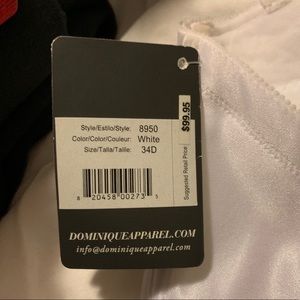 Style/Estilo/Style: 8950
Color/Color/Couleur: White
Size/Talla/Taille: 34D
8 20458 00273 5
$99.95
Suggested Retail Price
DOMINIQUEAPPAREL.COM
info@dominiqueapparel.com